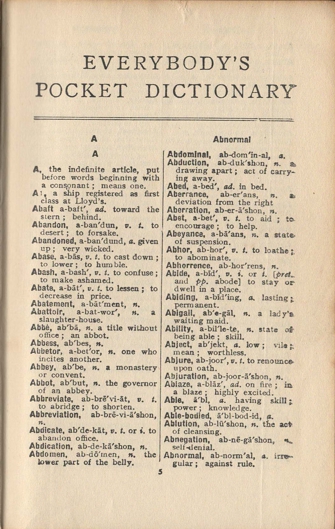 EVERYBODY'S
POCKET DICTIONARY
A
A
A, the indefinite article, put
before words beginning with
a consonant; means one.
A1, a ship registered as first
class at Lloyd's.
Abaft a-baft', ad. toward the
stern; behind.
Abandon, a-ban'dun, v. t. to
desert; to forsake.
Abandoned, a-ban'dund, a. given
up; very wicked.
Abase, a-bās, v. t. to cast down;
to lower; to humble.
Abash, a-bash', v. t. to confuse;
to make ashamed.
Abate, a-bāt', v. t. to lessen; to
decrease in price.
Abatement, a-bāt'ment, n.
Abattoir, a-bat-wor', n. a
slaughter-house.
Abbé, ab'bā, n. a title without
office; an abbot.
Abbess, ab'bes, n.
Abbetor, a-bet'or, n. one who
incites another.
Abbey, ab'be, n. a monastery
or convent.
Abbot, ab'but, n. the governor
of an abbey.
Abbreviate, ab-brē'vi-āt, v. t.
to abridge; to shorten.
Abbreviation, ab-brē-vi-ā'shon,
n.
Abdicate, ab'de-kāt, v. t. or i. to
abandon office.
Abdication, ab-de-kā'shon, n.
Abdomen, ab-dō'men, n. the
lower part of the belly.
Abnormal
Abdominal, ab-dom'in-al, a.
Abduction, ab-duk'shon, n. a
drawing apart; act of carry-
ing away.
Abed, a-bed', ad. in bed.
Aberrance, ab-er'ans, n. a
deviation from the right
Aberration, ab-er-ā'shon, n.
Abet, a-bet', v. t. to aid; to
encourage; to help.
Abeyance, a-bā'ans, n. a state
of suspension.
Abhor, ab-hor', v. t. to loathe;
to abominate.
Abhorrence, ab-hor'rens, n.
Abide, a-bīd', v. i. or t. [pret.
and pp. abode] to stay or
dwell in a place.
Abiding, a-bīd'ing, a. lasting;
permanent.
Abigail, ab'e-gāl, n. a lady's
waiting maid.
Ability, a-bil'le-te, n. state of
being able; skill.
Abject, ab'jekt, a. low; vile;
mean; worthless.
Abjure, ab-joor', v. t. to renounce
upon oath.
Abjuration, ab-joor-ā'shon, n.
Ablaze, a-blāz', ad. on fire; in
a blaze; highly excited.
Able, ā'bl, a. having skill;
power; knowledge.
Able-bodied, ā'bl-bod-id, a.
Ablution, ab-lū'shon, n. the act
of cleansing.
Abnegation, ab-nē-gā'shon, n.
self-denial.
Abnormal, ab-norm'al, a. irre-
gular; against rule.
5